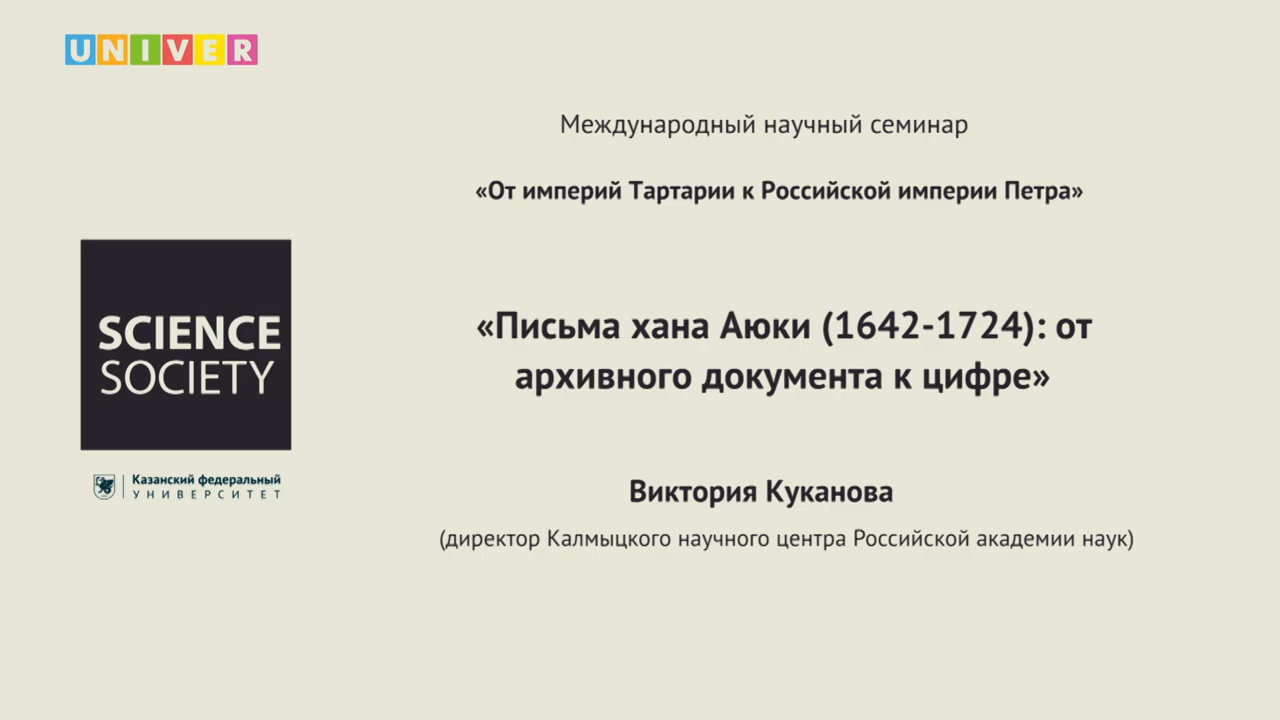 UNIVER
Международный научный семинар
«От империй Тартарии к Российской империи Петра»
SCIENCE
SOCIETY
Казанский федеральный
УНИВЕРСИТЕТ
«Письма хана Аюки (1642-1724): от
архивного документа к цифре»
Виктория Куканова
(директор Калмыцкого научного центра Российской академии наук)